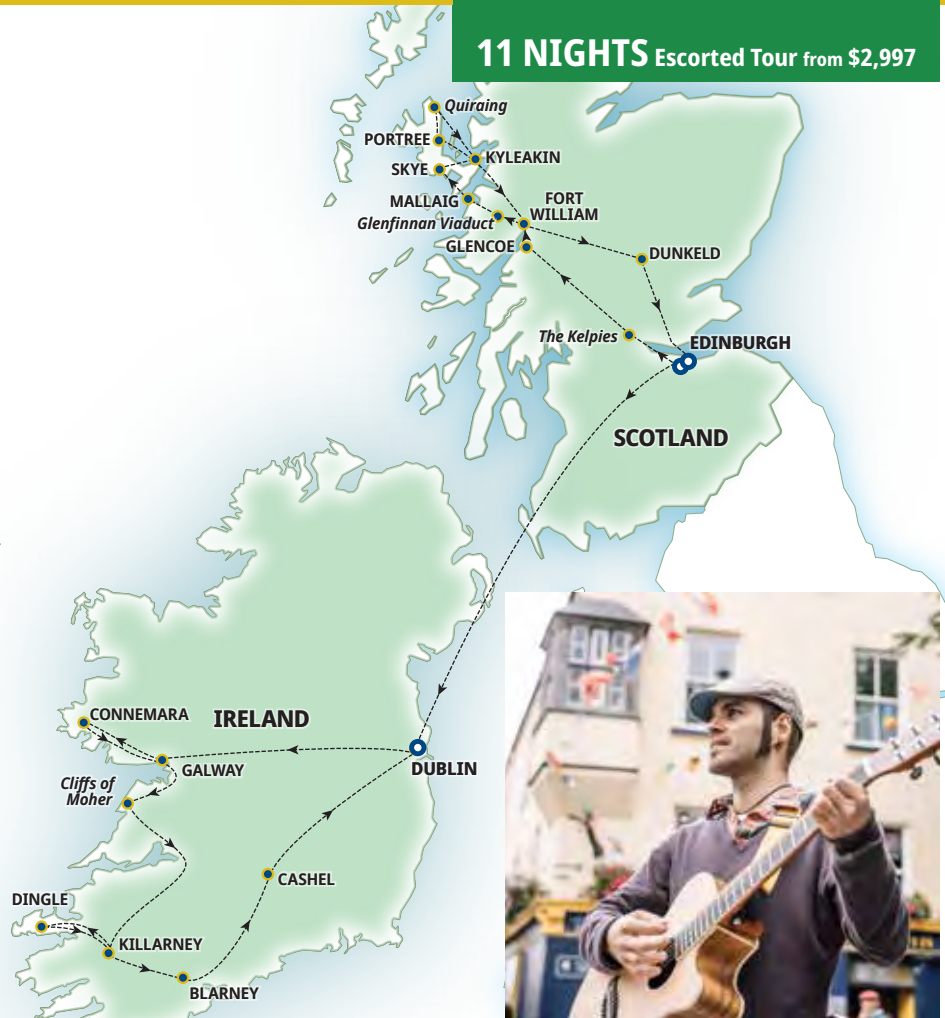 11 NIGHTS Escorted Tour from $2,997
Quiraing
PORTREE
KYLEAKIN
SKYE
MALLAIG
FORT
WILLIAM
Glenfinnan Viaduct
GLENCOE
DUNKELD
The Kelpies
EDINBURGH
SCOTLAND
CONNEMARA
IRELAND
GALWAY
DUBLIN
Cliffs of
Moher
CASHEL
DINGLE
KILLARNEY
BLARNEY